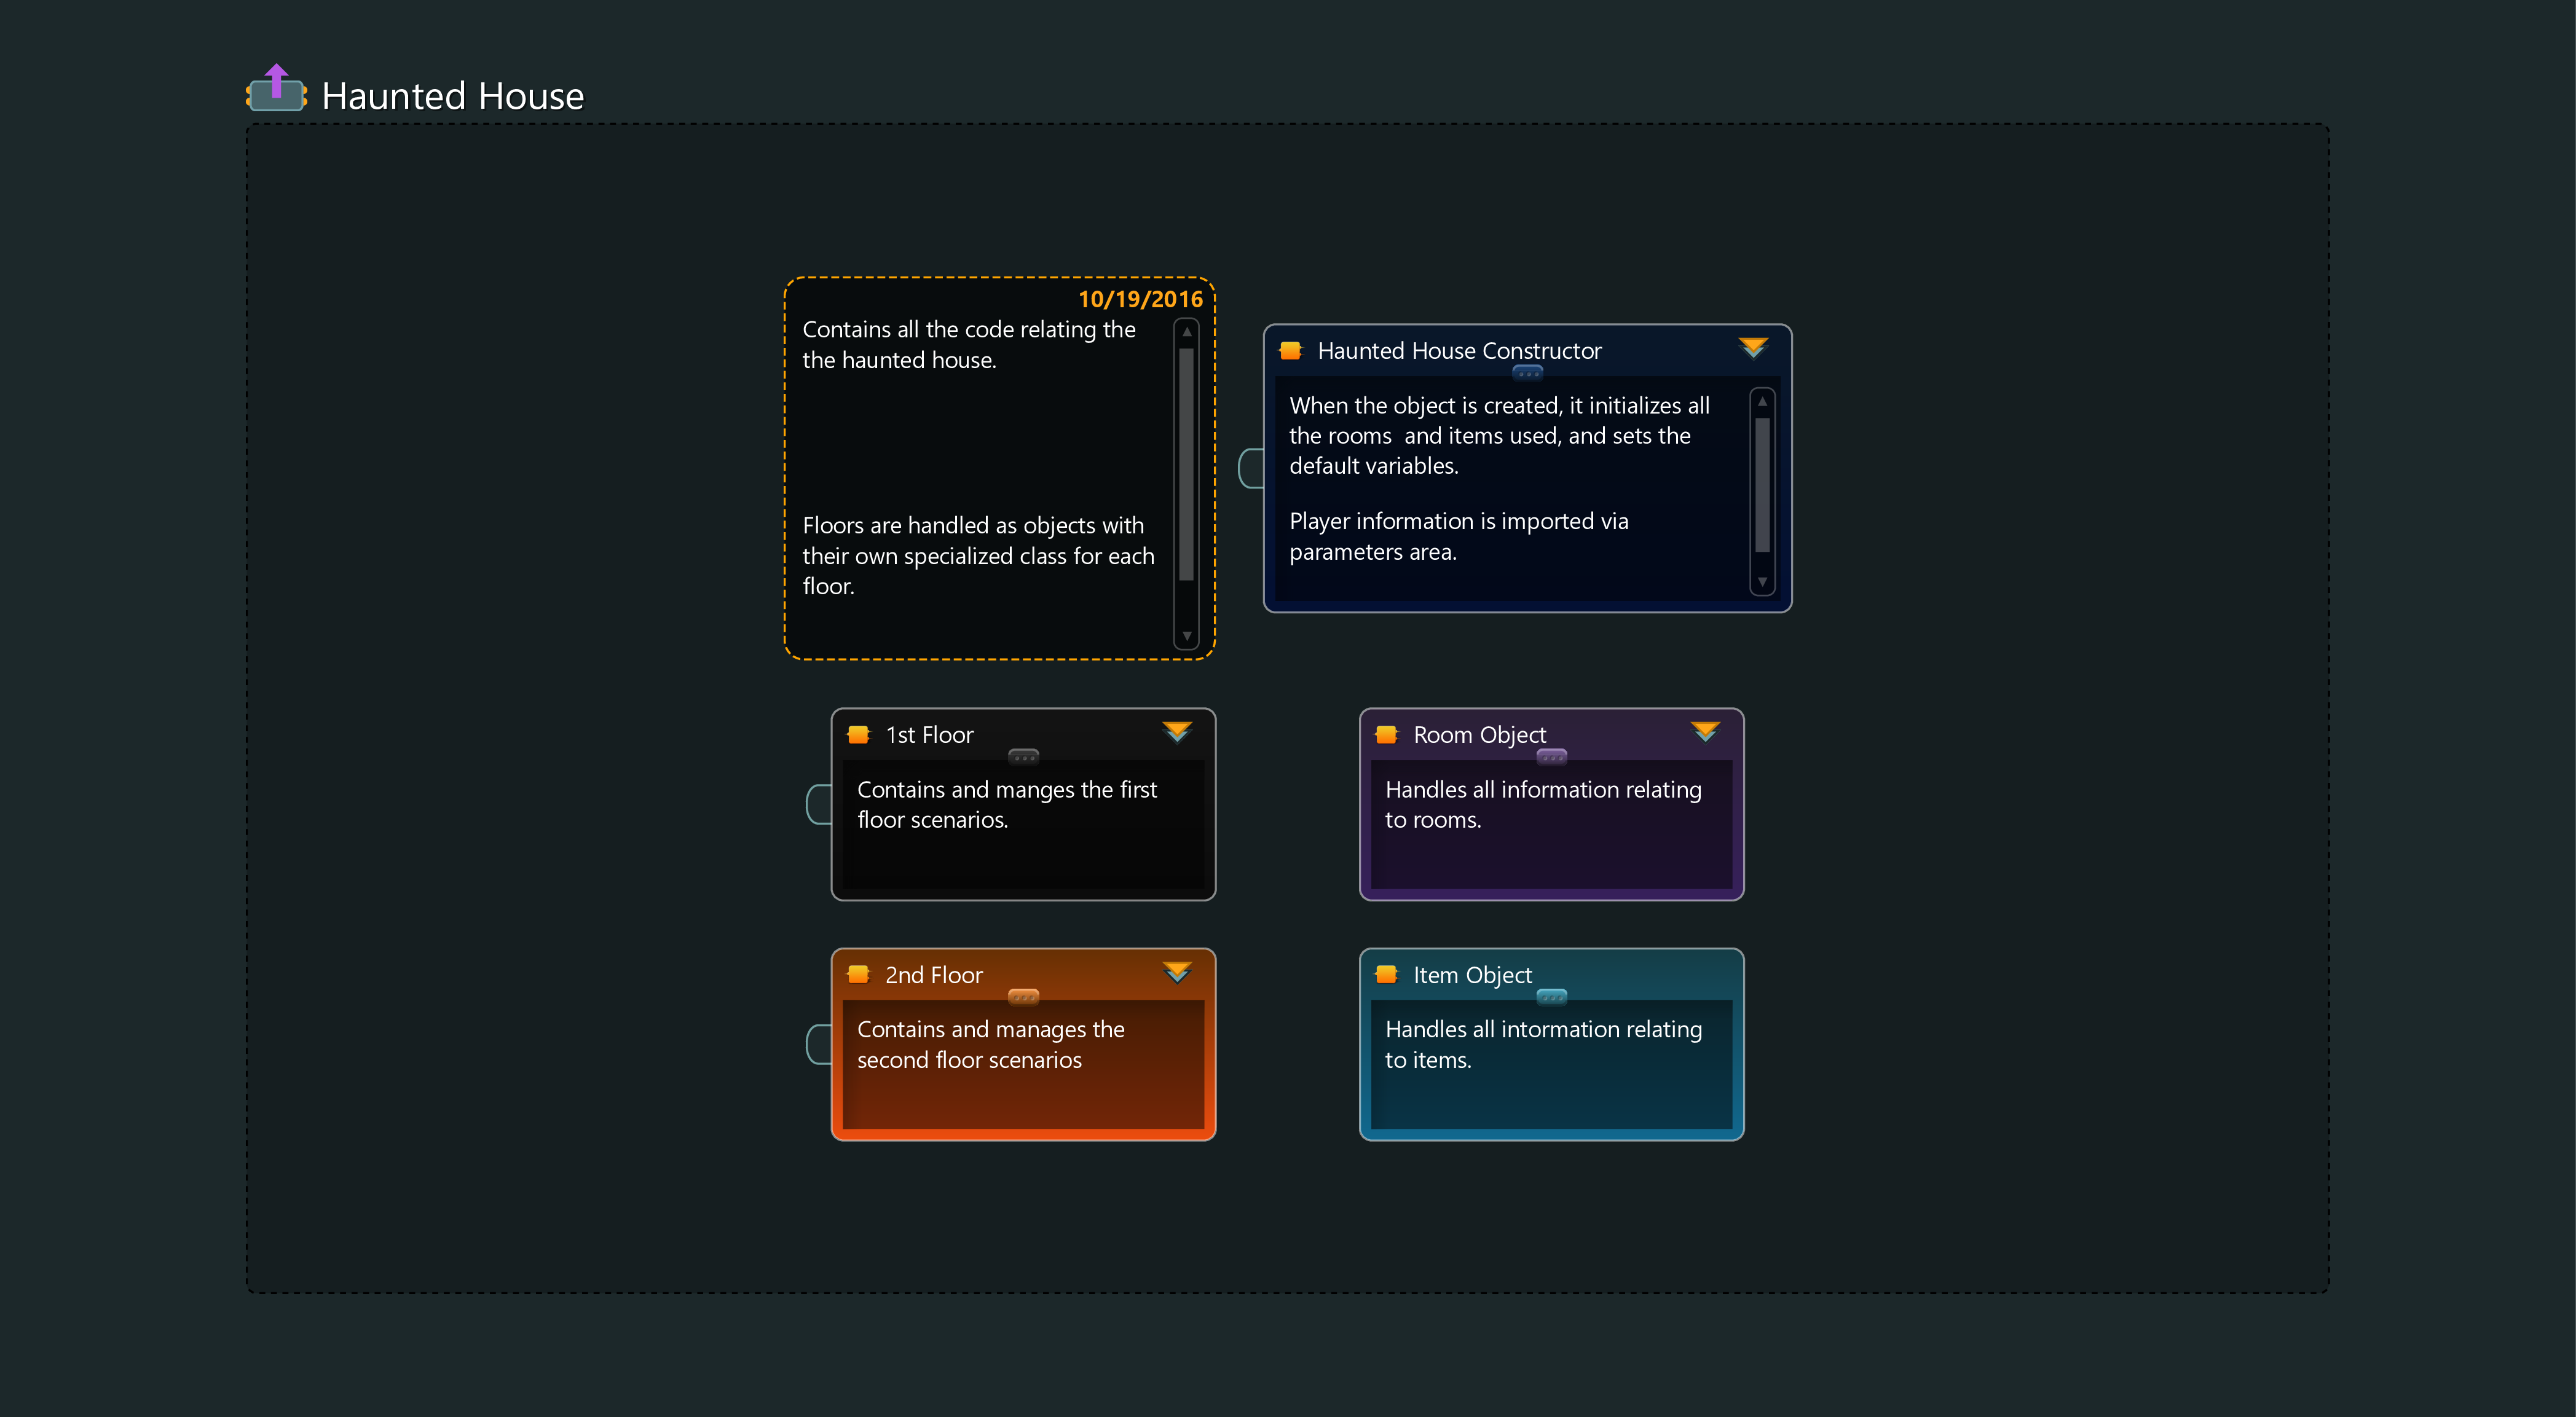 Haunted House
10/19/2016
Contains all the code relating the
the haunted house.
Floors are handled as objects with
their own specialized class for each
floor.
Haunted House Constructor
When the object is created, it initializes all
the rooms  and items used, and sets the
default variables.
Player information is imported via
parameters area.
1st Floor
Contains and manges the first
floor scenarios.
Room Object
Handles all information relating
to rooms.
2nd Floor
Contains and manages the
second floor scenarios
Item Object
Handles all intormation relating
to items.